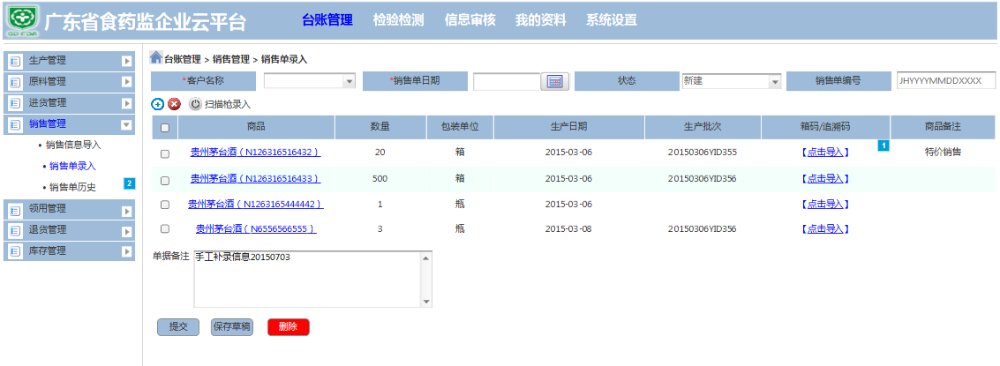 广东省食药监企业云平台
台账管理 检验检测 信息审核 我的资料 系统设置
生产管理
原料管理
进货管理
销售管理
• 销售信息导入
• 销售单录入
• 销售单历史 2
领用管理
退货管理
库存管理
台账管理 > 销售管理 > 销售单录入
*客户名称 *销售单日期 状态 新建 销售单编号 JHYYYYMMDDXXXX
扫描枪录入
商品 数量 包装单位 生产日期 生产批次 箱码/追溯码 商品备注
贵州茅台酒（N126316516432） 20 箱 2015-03-06 20150306YID355 【点击导入】 1 特价销售
贵州茅台酒（N126316516433） 500 箱 2015-03-06 20150306YID356 【点击导入】
贵州茅台酒（N1263165444442） 1 瓶 2015-03-06 【点击导入】
贵州茅台酒（N6556566555） 3 瓶 2015-03-08 20150306YID356 【点击导入】
单据备注 手工补录信息20150703
提交 保存草稿 删除